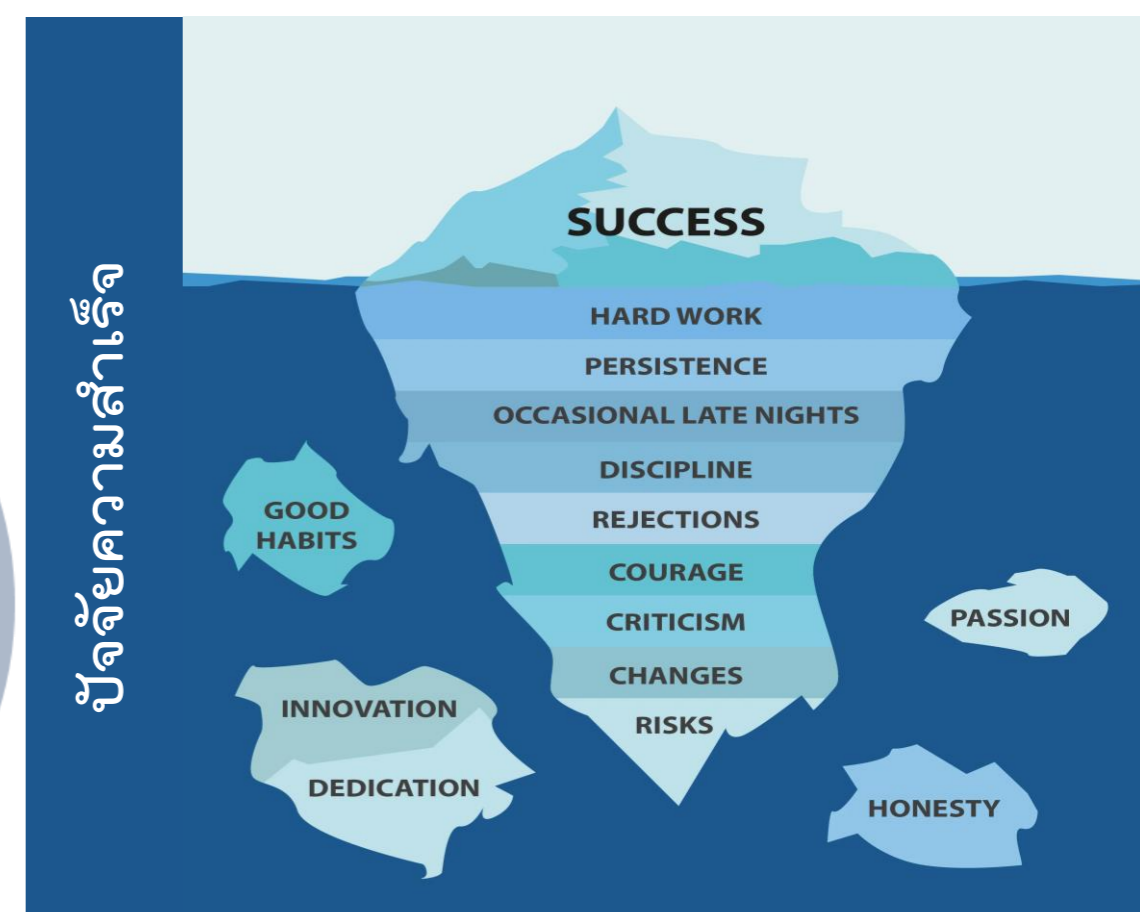 ปัจจัยความสำเร็จ
SUCCESS
HARD WORK
PERSISTENCE
OCCASIONAL LATE NIGHTS
DISCIPLINE
REJECTIONS
COURAGE
CRITICISM
CHANGES
RISKS
GOOD
HABITS
INNOVATION
DEDICATION
PASSION
HONESTY